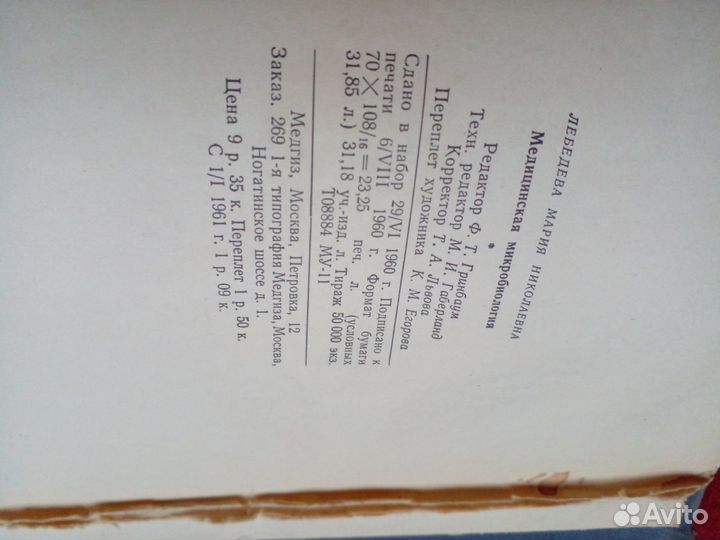 ЛЕБЕДЕВА МАРИЯ НИКОЛАЕВНА
Медицинская микробиология
*
Редактор Ф. Т. Гринбаум
Техн. редактор М. И. Габерланд
Корректор Т. А. Львова
Переплет художника К. М. Егорова
Сдано в набор 29/VI 1960 г. Подписано к
печати 6/VIII 1960 г. Формат бумаги
70 × 108/16 = 23,25 печ. л. (условных
31,85 л.) 31,18 уч.-изд. л. Тираж 50 000 экз.
Т08884 МУ-11
Медгиз, Москва, Петровка, 12
Заказ. 269 1-я типография Медгиза, Москва,
Ногатинское шоссе д. 1.
Цена 9 р. 35 к. Переплет 1 р. 50 к.
С 1/I 1961 г. 1 р. 09 к.
Avito